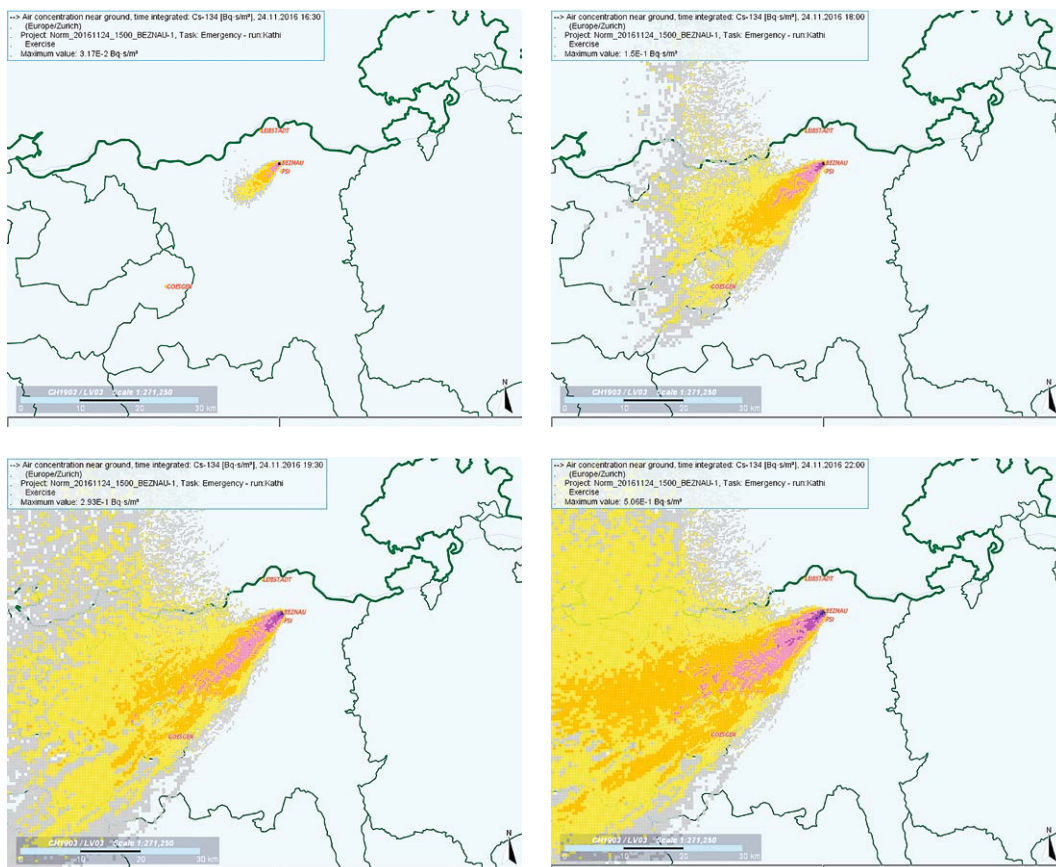 --> Air concentration near ground, time integrated: Cs-134 [Bq·s/m³], 24.11.2016 16:30
(Europe/Zurich)
Project: Norm_20161124_1500_BEZNAU-1, Task: Emergency - run:Kathi
Exercise
Maximum value: 3.17E-2 Bq·s/m³
LEIBSTADT
BEZNAU
PSI
GOESGEN
CH1903 / LV03 Scale 1:271,250
0 10 20 30 km
N
--> Air concentration near ground, time integrated: Cs-134 [Bq·s/m³], 24.11.2016 18:00
(Europe/Zurich)
Project: Norm_20161124_1500_BEZNAU-1, Task: Emergency - run:Kathi
Exercise
Maximum value: 1.5E-1 Bq·s/m³
LEIBSTADT
BEZNAU
PSI
GOESGEN
CH1903 / LV03 Scale 1:271,250
0 10 20 30 km
N
--> Air concentration near ground, time integrated: Cs-134 [Bq·s/m³], 24.11.2016 19:30
(Europe/Zurich)
Project: Norm_20161124_1500_BEZNAU-1, Task: Emergency - run:Kathi
Exercise
Maximum value: 2.93E-1 Bq·s/m³
LEIBSTADT
BEZNAU
PSI
GOESGEN
CH1903 / LV03 Scale 1:271,250
0 10 20 30 km
N
--> Air concentration near ground, time integrated: Cs-134 [Bq·s/m³], 24.11.2016 22:00
(Europe/Zurich)
Project: Norm_20161124_1500_BEZNAU-1, Task: Emergency - run:Kathi
Exercise
Maximum value: 5.06E-1 Bq·s/m³
LEIBSTADT
BEZNAU
PSI
GOESGEN
CH1903 / LV03 Scale 1:271,250
0 10 20 30 km
N